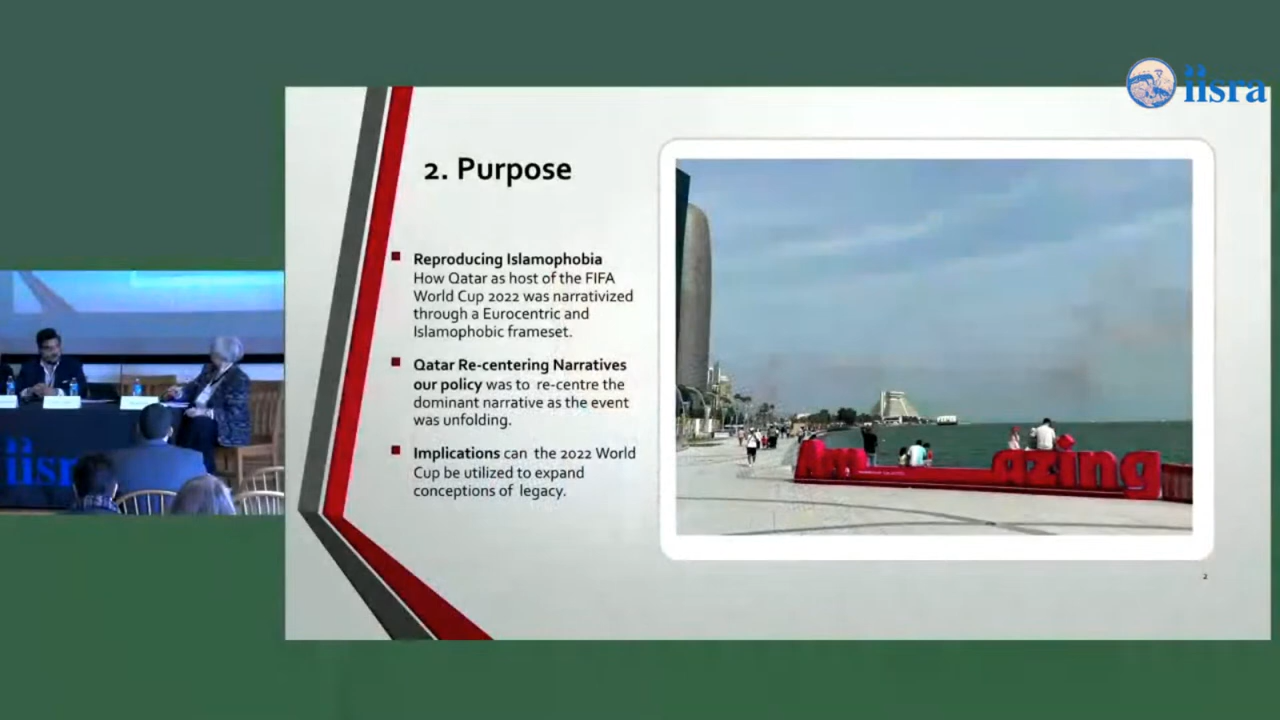 iisra
2. Purpose
Reproducing Islamophobia
How Qatar as host of the FIFA
World Cup 2022 was narrativized
through a Eurocentric and
Islamophobic frameset.
Qatar Re-centering Narratives
our policy was to re-centre the
dominant narrative as the event
was unfolding.
Implications can the 2022 World
Cup be utilized to expand
conceptions of legacy.
azing
iisr
2